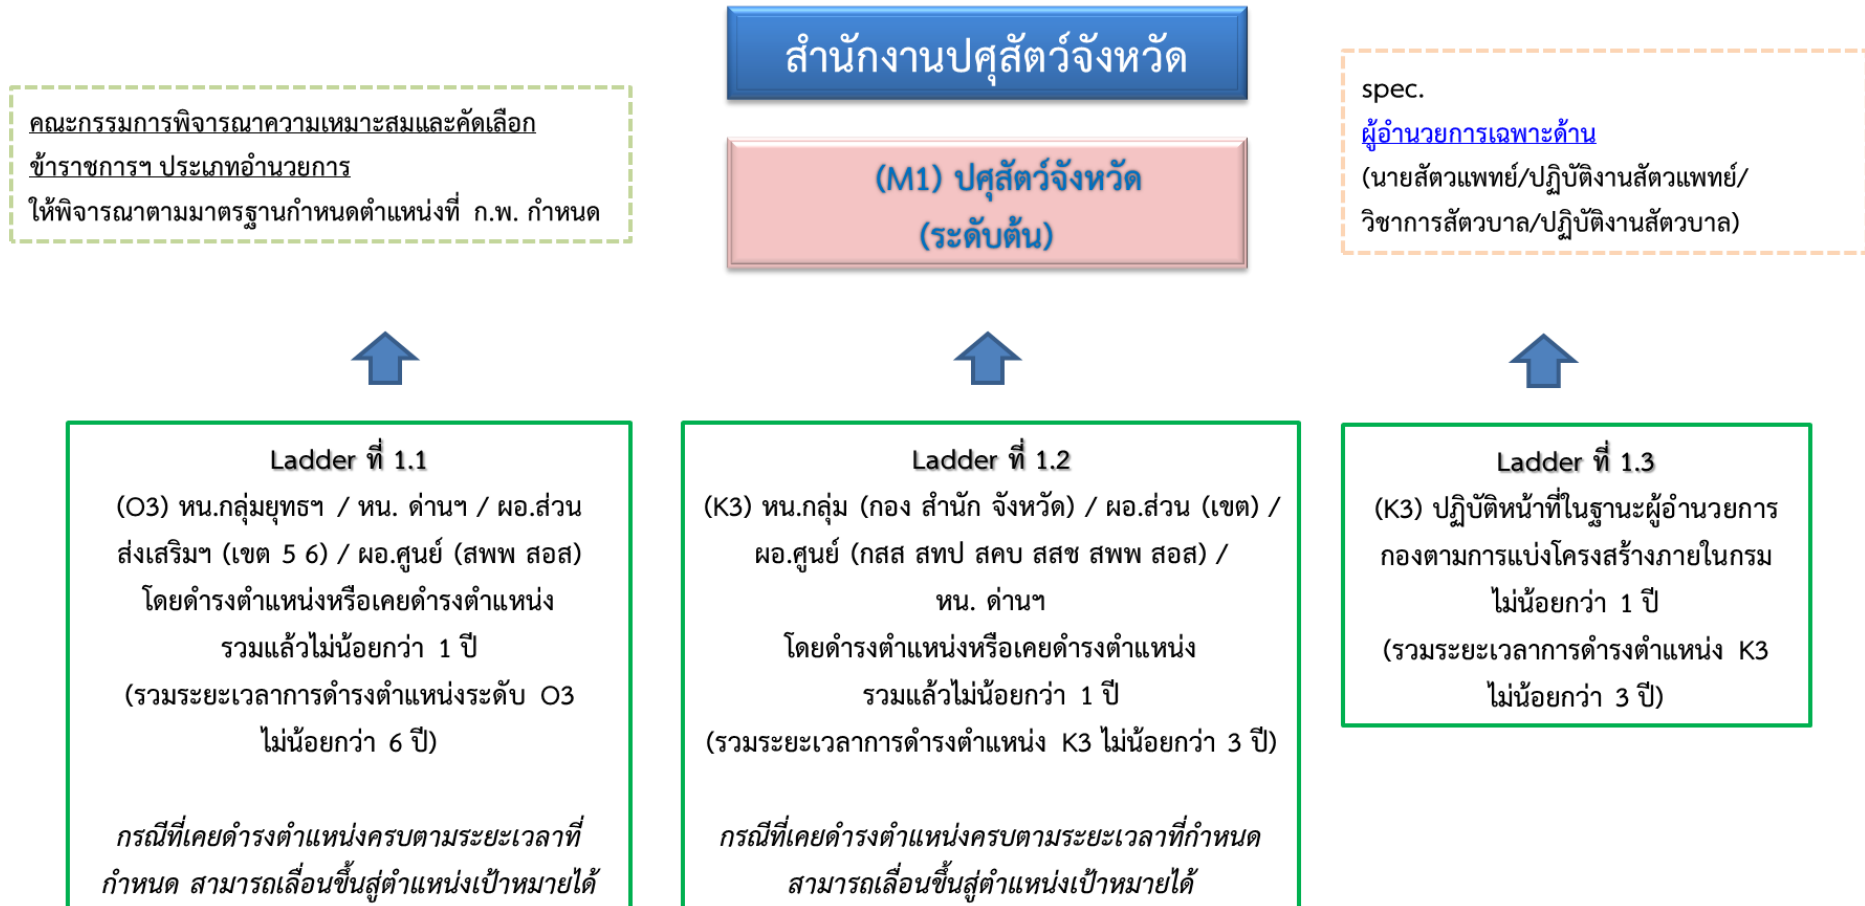 สำนักงานปศุสัตว์จังหวัด
คณะกรรมการพิจารณาความเหมาะสมและคัดเลือก
ข้าราชการฯ ประเภทอำนวยการ
ให้พิจารณาตามมาตรฐานกำหนดตำแหน่งที่ ก.พ. กำหนด
(M1) ปศุสัตว์จังหวัด
(ระดับต้น)
spec.
ผู้อำนวยการเฉพาะด้าน
(นายสัตวแพทย์/ปฏิบัติงานสัตวแพทย์/
วิชาการสัตวบาล/ปฏิบัติงานสัตวบาล)
Ladder ที่ 1.1
(O3) หน.กลุ่มยุทธฯ / หน. ด่านฯ / ผอ.ส่วน
ส่งเสริมฯ (เขต 5 6) / ผอ.ศูนย์ (สพพ สอส)
โดยดำรงตำแหน่งหรือเคยดำรงตำแหน่ง
รวมแล้วไม่น้อยกว่า 1 ปี
(รวมระยะเวลาการดำรงตำแหน่งระดับ O3
ไม่น้อยกว่า 6 ปี)
กรณีที่เคยดำรงตำแหน่งครบตามระยะเวลาที่
กำหนด สามารถเลื่อนขึ้นสู่ตำแหน่งเป้าหมายได้
Ladder ที่ 1.2
(K3) หน.กลุ่ม (กอง สำนัก จังหวัด) / ผอ.ส่วน (เขต) /
ผอ.ศูนย์ (กสส สทป สคบ สสช สพพ สอส) /
หน. ด่านฯ
โดยดำรงตำแหน่งหรือเคยดำรงตำแหน่ง
รวมแล้วไม่น้อยกว่า 1 ปี
(รวมระยะเวลาการดำรงตำแหน่ง K3 ไม่น้อยกว่า 3 ปี)
กรณีที่เคยดำรงตำแหน่งครบตามระยะเวลาที่กำหนด
สามารถเลื่อนขึ้นสู่ตำแหน่งเป้าหมายได้
Ladder ที่ 1.3
(K3) ปฏิบัติหน้าที่ในฐานะผู้อำนวยการ
กองตามการแบ่งโครงสร้างภายในกรม
ไม่น้อยกว่า 1 ปี
(รวมระยะเวลาการดำรงตำแหน่ง K3
ไม่น้อยกว่า 3 ปี)